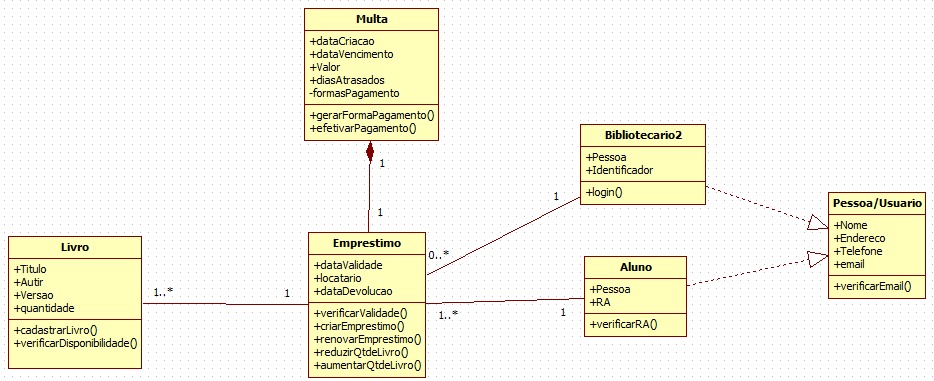 Multa
+dataCriacao
+dataVencimento
+Valor
+diasAtrasados
-formasPagamento
+gerarFormaPagamento()
+efetivarPagamento()
1
1
Bibliotecario2
+Pessoa
+Identificador
+login()
1
Pessoa/Usuario
+Nome
+Endereco
+Telefone
+email
+verificarEmail()
Livro
+Titulo
+Autir
+Versao
+quantidade
+cadastrarLivro()
+verificarDisponibilidade()
1..*
1
Emprestimo
+dataValidade
+locatario
+dataDevolucao
+verificarValidade()
+criarEmprestimo()
+renovarEmprestimo()
+reduzirQtdeLivro()
+aumentarQtdeLivro()
0..*
1..*
1
Aluno
+Pessoa
+RA
+verificarRA()